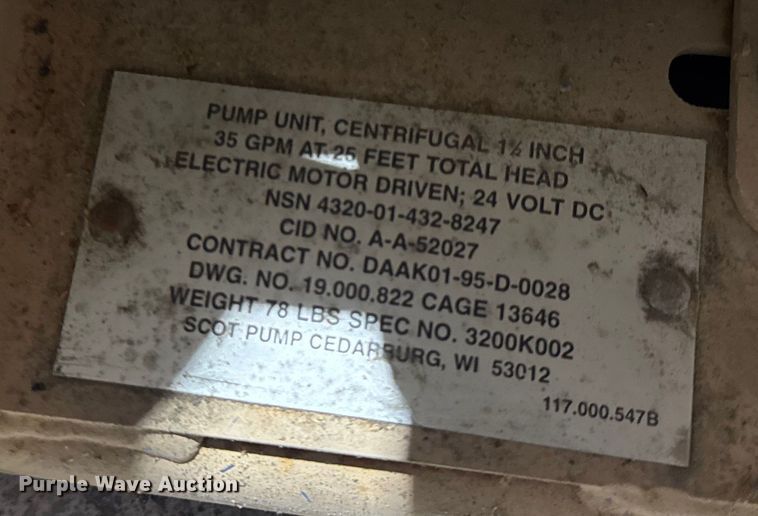 PUMP UNIT, CENTRIFUGAL 1½ INCH
35 GPM AT 25 FEET TOTAL HEAD
ELECTRIC MOTOR DRIVEN; 24 VOLT DC
NSN 4320-01-432-8247
CID NO. A-A-52027
CONTRACT NO. DAAK01-95-D-0028
DWG. NO. 19.000.822 CAGE 13646
WEIGHT 78 LBS SPEC NO. 3200K002
SCOT PUMP CEDARBURG, WI 53012
117.000.547B
Purple Wave Auction